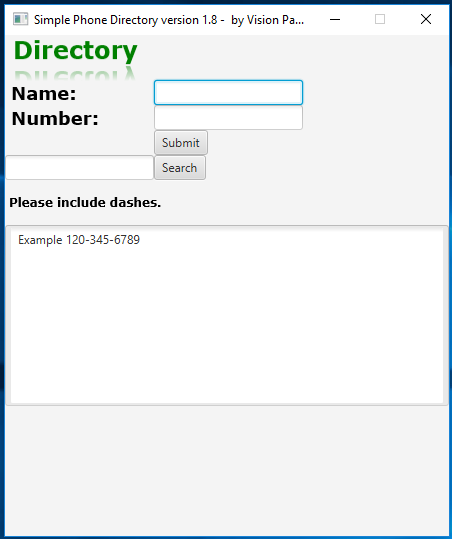 Simple Phone Directory version 1.8 - by Vision Pa...
Directory
Name:
Number:
Submit
Search
Please include dashes.
Example 120-345-6789